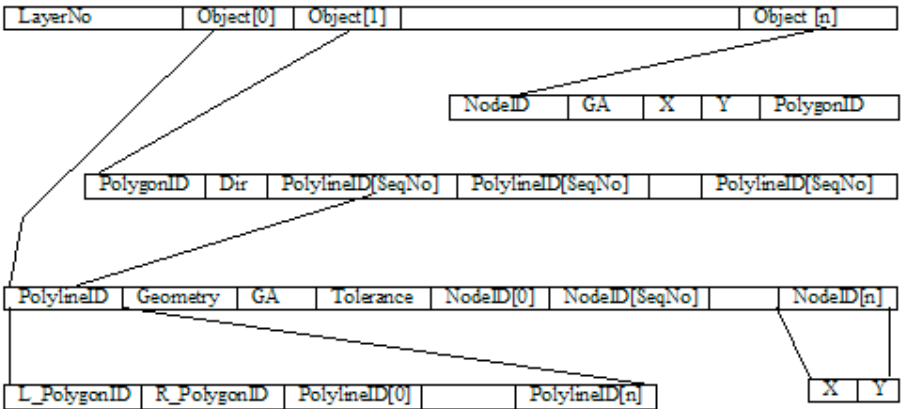 LayerNo Object[0] Object[1] Object [n]
NodeID GA X Y PolygonID
PolygonID Dir PolylineID[SeqNo] PolylineID[SeqNo] PolylineID[SeqNo]
PolylineID Geometry GA Tolerance NodeID[0] NodeID[SeqNo] NodeID[n]
L_PolygonID R_PolygonID PolylineID[0] PolylineID[n] X Y